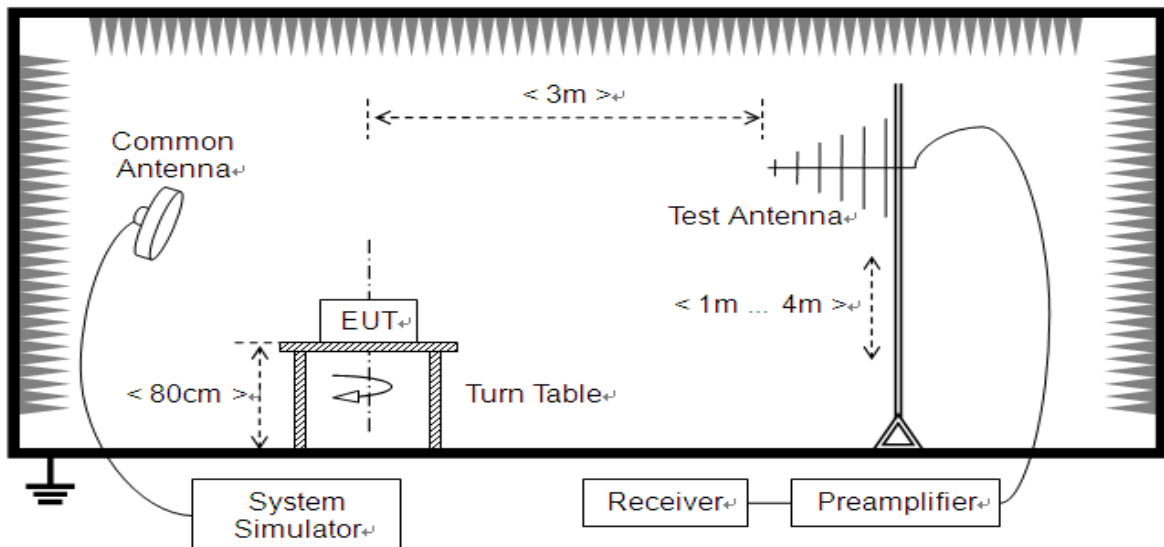 < 3m >↵
Common
Antenna↵
Test Antenna↵
< 1m ... 4m >↵
EUT↵
< 80cm >↵
Turn Table↵
System
Simulator↵
Receiver↵
Preamplifier↵